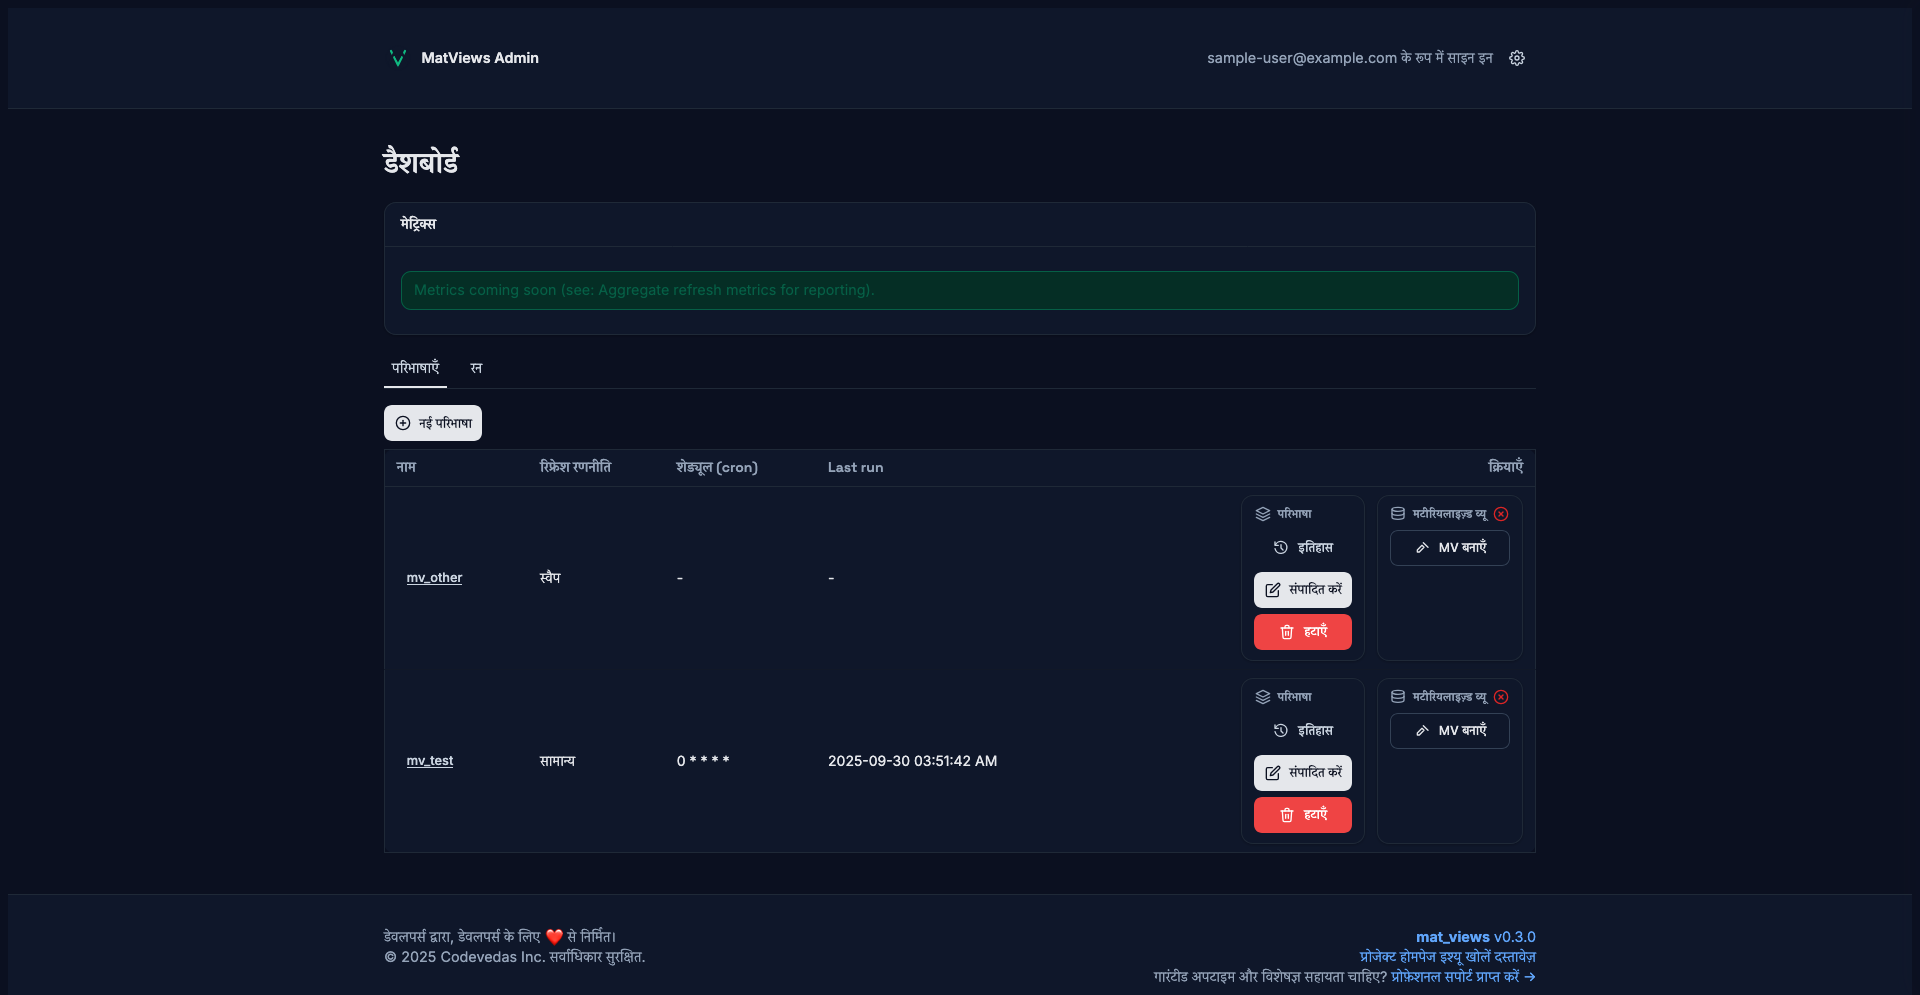 MatViews Admin
sample-user@example.com के रूप में साइन इन
डैशबोर्ड
मेट्रिक्स
Metrics coming soon (see: Aggregate refresh metrics for reporting).
परिभाषाएँ रन
नई परिभाषा
नाम रिफ्रेश रणनीति शेड्यूल (cron) Last run क्रियाएँ
परिभाषा मटीरियलाइज़्ड व्यू
इतिहास MV बनाएँ
mv_other स्वैप - -
संपादित करें
हटाएँ
परिभाषा मटीरियलाइज़्ड व्यू
इतिहास MV बनाएँ
mv_test सामान्य 0 * * * * 2025-09-30 03:51:42 AM
संपादित करें
हटाएँ
डेवलपर्स द्वारा, डेवलपर्स के लिए ❤️ से निर्मित।
© 2025 Codevedas Inc. सर्वाधिकार सुरक्षित.
mat_views v0.3.0
प्रोजेक्ट होमपेज इश्यू खोलें दस्तावेज़
गारंटीड अपटाइम और विशेषज्ञ सहायता चाहिए? प्रोफ़ेशनल सपोर्ट प्राप्त करें →